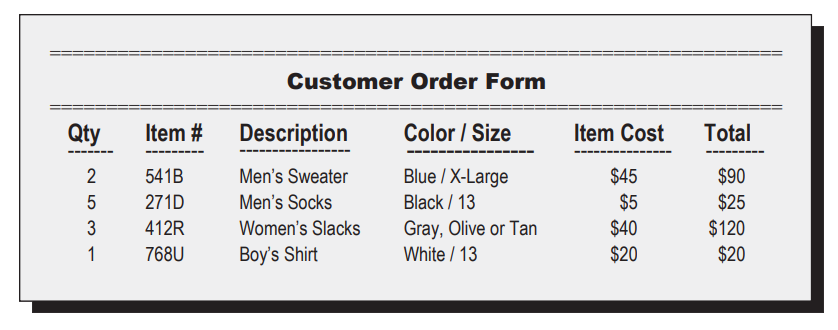 Customer Order Form
Qty Item # Description Color / Size Item Cost Total
2 541B Men's Sweater Blue / X-Large $45 $90
5 271D Men's Socks Black / 13 $5 $25
3 412R Women's Slacks Gray, Olive or Tan $40 $120
1 768U Boy's Shirt White / 13 $20 $20